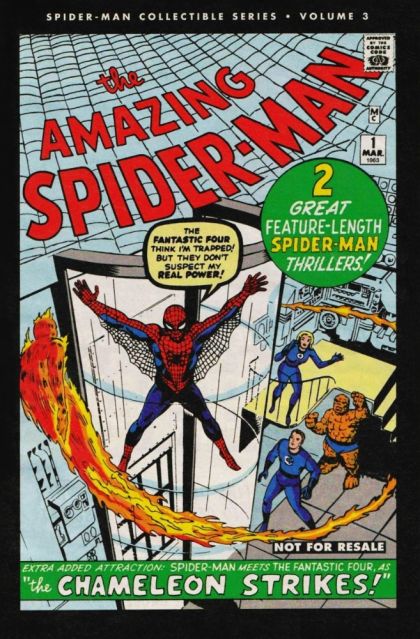 SPIDER-MAN COLLECTIBLE SERIES • VOLUME 3
APPROVED
BY THE
COMICS
CODE
AUTHORITY
the
AMAZING
SPIDER-MAN
M
C
1
MAR.
1963
2
GREAT
FEATURE-LENGTH
SPIDER-MAN
THRILLERS!
THE
FANTASTIC FOUR
THINK I'M TRAPPED!
BUT THEY DON'T
SUSPECT MY
REAL POWER!
NOT FOR RESALE
EXTRA ADDED ATTRACTION: SPIDER-MAN MEETS THE FANTASTIC FOUR, AS
"the CHAMELEON STRIKES!"